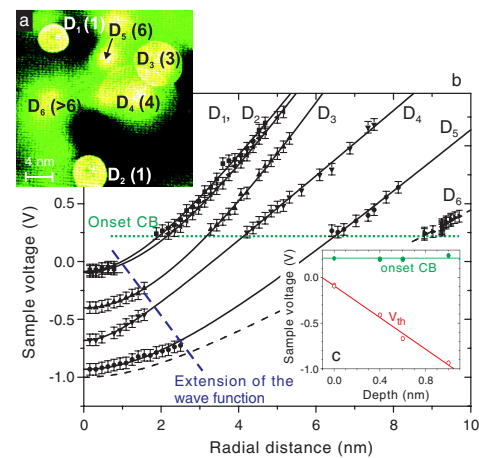 a
D1 (1)
D5 (6)
D3 (3)
D6 (>6)
D4 (4)
4 nm
D2 (1)
b
D1, D2
D3
D4
D5
D6
Onset CB
0.5
0.0
-0.5
-1.0
Sample voltage (V)
Extension of the
wave function
0
2
4
6
8
10
Radial distance (nm)
0.0
-0.5
-1.0
Sample voltage (V)
onset CB
Vth
c
0.0
0.4
0.8
Depth (nm)